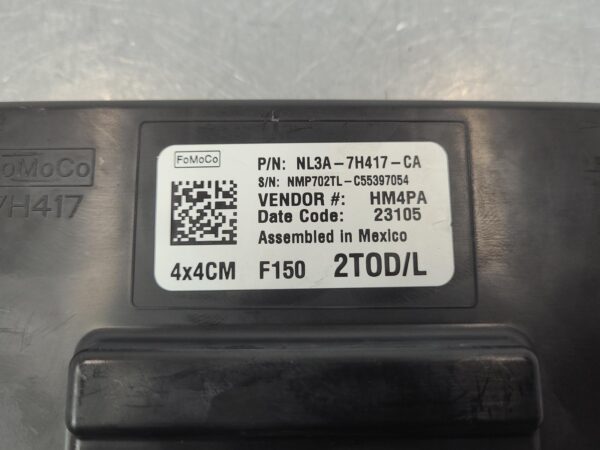 FoMoCo
7H417
FoMoCo
P/N: NL3A-7H417-CA
S/N: NMP702TL-C55397054
VENDOR #: HM4PA
Date Code: 23105
Assembled in Mexico
4x4CM F150 2TOD/L